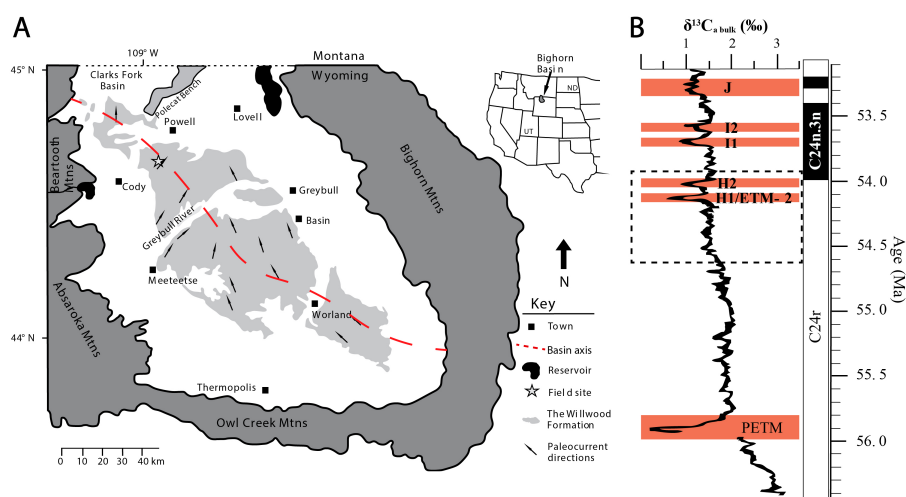 A
109° W
45° N
Montana
Wyoming
Clarks Fork
Basin
Polecat Bench
Powell
Lovell
Beartooth
Mtns
Cody
Greybull
Basin
Greybull River
Bighorn Mtns
Meeteetse
Absaroka Mtns
Worland
44° N
Thermopolis
Owl Creek Mtns
0 10 20 30 40 km
Bighorn
Basin
ND
UT
N
Key
Town
Basin axis
Reservoir
Field site
The Willwood
Formation
Paleocurrent
directions
B
δ¹³C a bulk (‰)
1 2 3
J
I2
I1
H2
H1/ETM- 2
PETM
C24n.3n
C24r
53.5
54.0
54.5
55.0
55.5
56.0
Age (Ma)